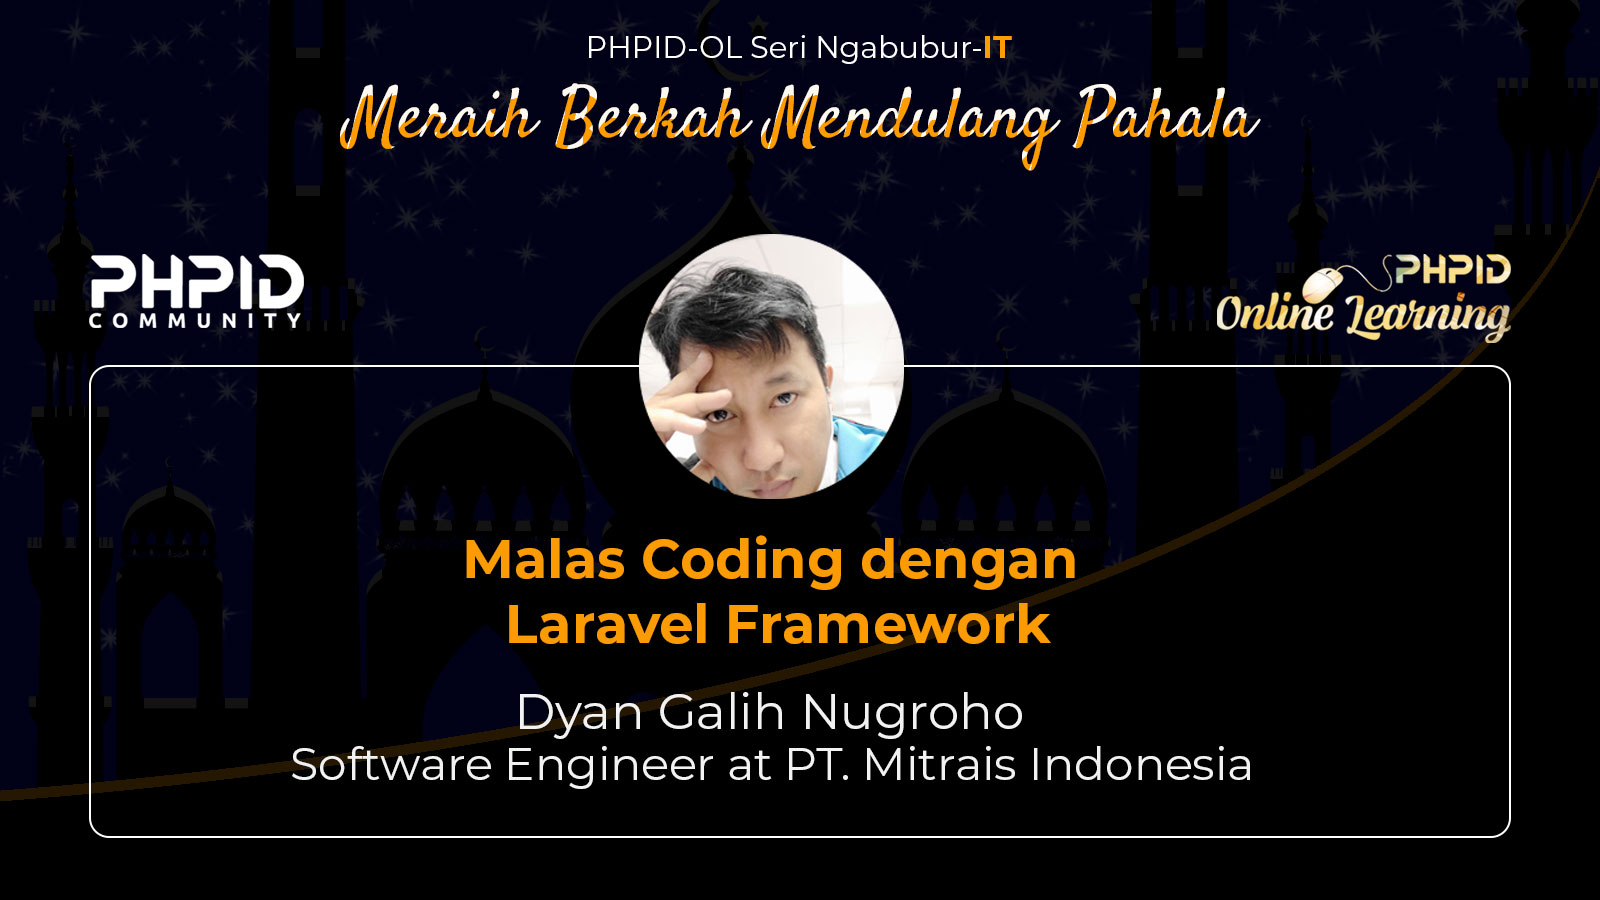 PHPID-OL Seri Ngabubur-IT
Meraih Berkah Mendulang Pahala
PHPID
COMMUNITY
PHPID
Online Learning
Malas Coding dengan
Laravel Framework
Dyan Galih Nugroho
Software Engineer at PT. Mitrais Indonesia